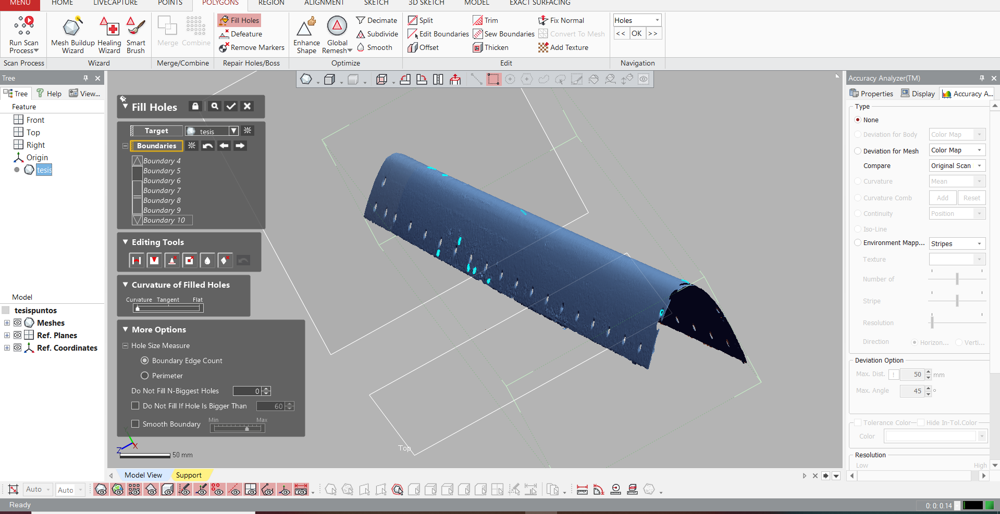 MENU HOME LIVECAPTURE POINTS POLYGONS REGION ALIGNMENT SKETCH 3D SKETCH MODEL EXACT SURFACING
Run Scan Process
Mesh Buildup Wizard
Healing Wizard
Smart Brush
Merge Combine
Fill Holes
Defeature
Remove Markers
Enhance Shape
Global Remesh
Decimate
Subdivide
Smooth
Split
Edit Boundaries
Offset
Trim
Sew Boundaries
Thicken
Fix Normal
Convert To Mesh
Add Texture
Holes
<< OK >>
Scan Process Wizard Merge/Combine Repair Holes/Boss Optimize Edit Navigation
Tree
Tree Help View...
Feature
Front
Top
Right
Origin
tesis
Model
tesispuntos
Meshes
Ref. Planes
Ref. Coordinates
Fill Holes
Target tesis
Boundaries
Boundary 4
Boundary 5
Boundary 6
Boundary 7
Boundary 8
Boundary 9
Boundary 10
Editing Tools
Curvature of Filled Holes
Curvature Tangent Flat
More Options
Hole Size Measure
Boundary Edge Count
Perimeter
Do Not Fill N-Biggest Holes 0
Do Not Fill If Hole Is Bigger Than 60
Min Max
Smooth Boundary
Y
Z X
50 mm
Top
Model View Support
Accuracy Analyzer(TM)
Properties Display Accuracy A...
Type
None
Deviation for Body Color Map
Deviation for Mesh Color Map
Compare Original Scan
Curvature Mean
Curvature Comb Add Reset
Continuity Position
Iso-Line
Environment Mapp... Stripes
Texture
Number of
Stripe
Resolution
Direction Horizon... Verti...
Deviation Option
Max. Dist. ! 50 mm
Max. Angle 45 °
Tolerance Color Hide In-Tol.Color
Color
Resolution
Low High
Auto Auto
Ready
0: 0: 0.14